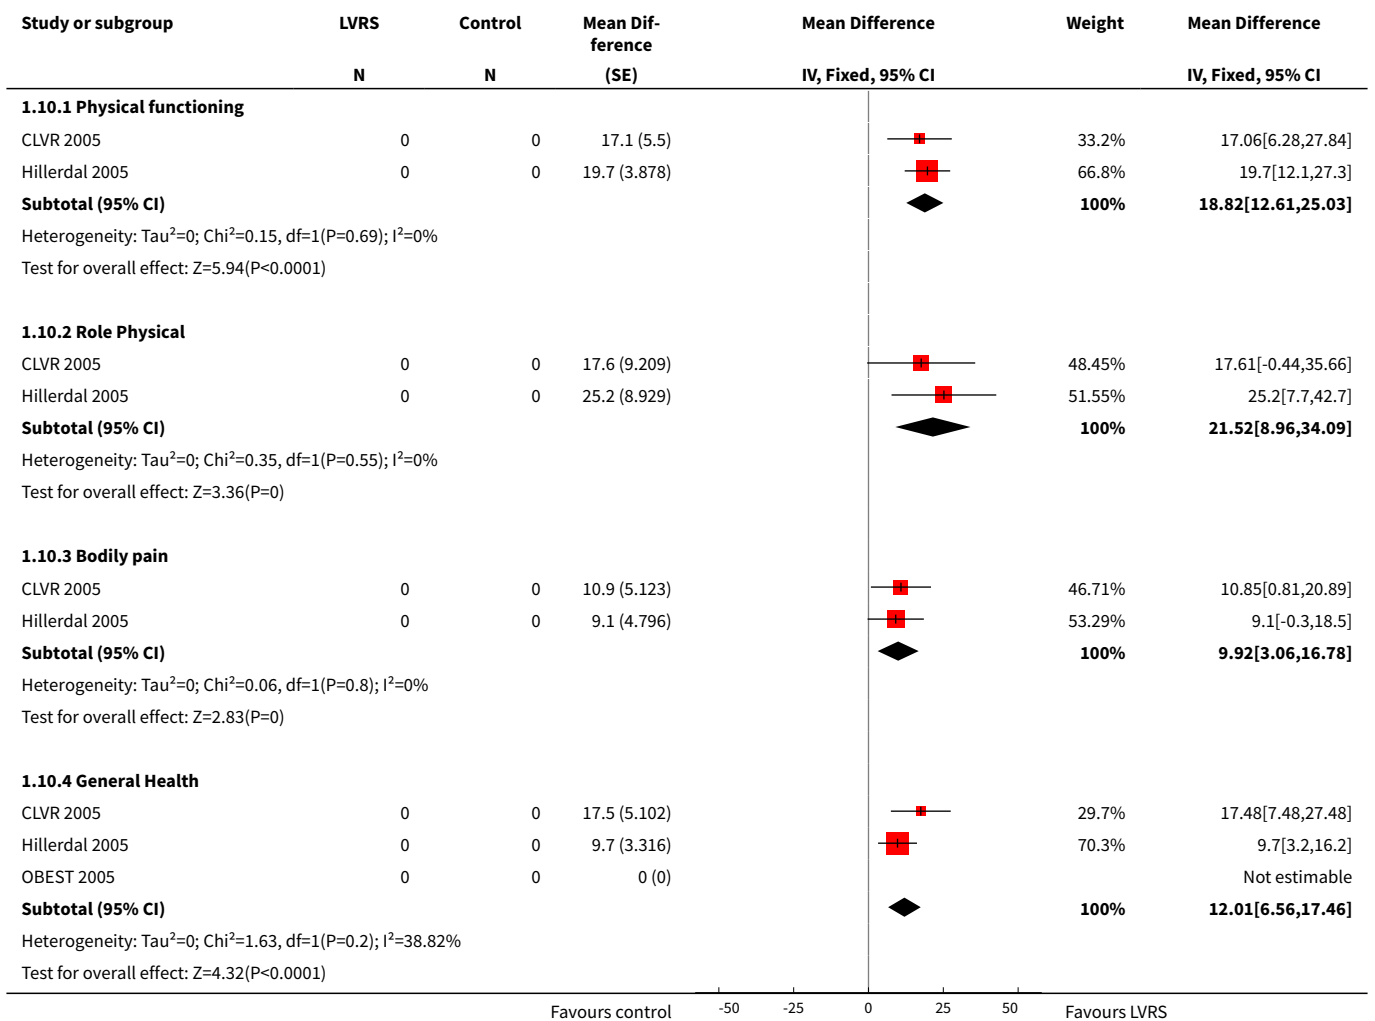 Study or subgroup LVRS Control Mean Dif- Mean Difference Weight Mean Difference
ference
N N (SE) IV, Fixed, 95% CI IV, Fixed, 95% CI
1.10.1 Physical functioning
CLVR 2005 0 0 17.1 (5.5) 33.2% 17.06[6.28,27.84]
Hillerdal 2005 0 0 19.7 (3.878) 66.8% 19.7[12.1,27.3]
Subtotal (95% CI) 100% 18.82[12.61,25.03]
Heterogeneity: Tau²=0; Chi²=0.15, df=1(P=0.69); I²=0%
Test for overall effect: Z=5.94(P<0.0001)
1.10.2 Role Physical
CLVR 2005 0 0 17.6 (9.209) 48.45% 17.61[-0.44,35.66]
Hillerdal 2005 0 0 25.2 (8.929) 51.55% 25.2[7.7,42.7]
Subtotal (95% CI) 100% 21.52[8.96,34.09]
Heterogeneity: Tau²=0; Chi²=0.35, df=1(P=0.55); I²=0%
Test for overall effect: Z=3.36(P=0)
1.10.3 Bodily pain
CLVR 2005 0 0 10.9 (5.123) 46.71% 10.85[0.81,20.89]
Hillerdal 2005 0 0 9.1 (4.796) 53.29% 9.1[-0.3,18.5]
Subtotal (95% CI) 100% 9.92[3.06,16.78]
Heterogeneity: Tau²=0; Chi²=0.06, df=1(P=0.8); I²=0%
Test for overall effect: Z=2.83(P=0)
1.10.4 General Health
CLVR 2005 0 0 17.5 (5.102) 29.7% 17.48[7.48,27.48]
Hillerdal 2005 0 0 9.7 (3.316) 70.3% 9.7[3.2,16.2]
OBEST 2005 0 0 0 (0) Not estimable
Subtotal (95% CI) 100% 12.01[6.56,17.46]
Heterogeneity: Tau²=0; Chi²=1.63, df=1(P=0.2); I²=38.82%
Test for overall effect: Z=4.32(P<0.0001)
Favours control -50 -25 0 25 50 Favours LVRS